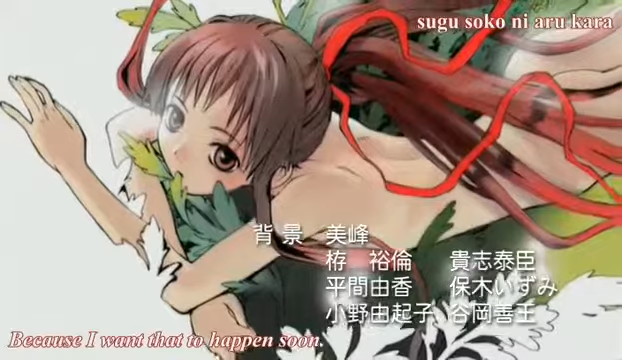 sugu soko ni aru kara
背景 美峰
栫 裕倫 貴志泰臣
平間由香 保木いずみ
小野由起子 谷岡善王
Because I want that to happen soon.